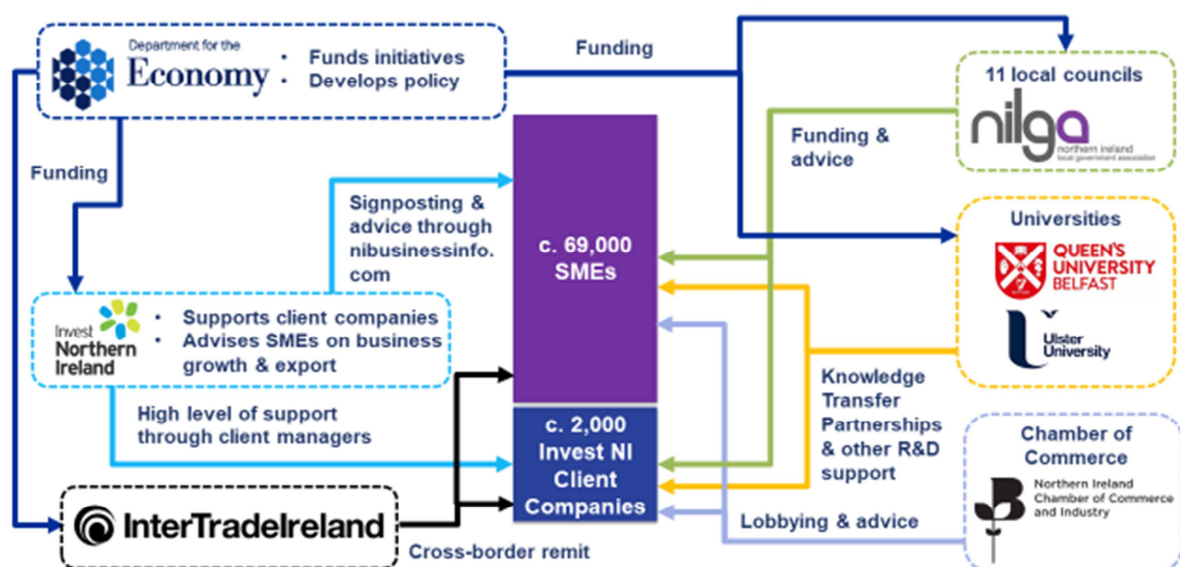 Department for the
Economy
• Funds initiatives
• Develops policy
Funding
11 local councils
nilga
northern ireland
local government association
Funding &
advice
Funding
Signposting &
advice through
nibusinessinfo.
com
c. 69,000
SMEs
Universities
QUEEN'S
UNIVERSITY
BELFAST
Ulster
University
Invest
Northern
Ireland
• Supports client companies
• Advises SMEs on business
growth & export
Knowledge
Transfer
Partnerships
& other R&D
support
High level of support
through client managers
c. 2,000
Invest NI
Client
Companies
Chamber of
Commerce
Northern Ireland
Chamber of Commerce
and Industry
InterTradeIreland
Lobbying & advice
Cross-border remit